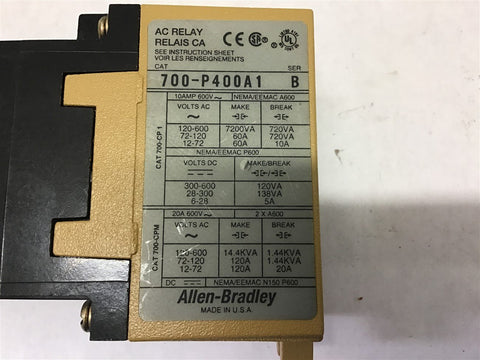 AC RELAY
RELAIS CA
SEE INSTRUCTION SHEET
VOIR LES RENSEIGNEMENTS
CE SA UL
CAT SER
700-P400A1 B
10AMP 600V~ NEMA/EEMAC A600
CAT 700-CP1
VOLTS AC MAKE BREAK
120-600 7200VA 720VA
72-120 60A 720VA
12-72 60A 10A
NEMA/EEMAC P600
VOLTS DC MAKE/BREAK
300-600 120VA
28-300 138VA
6-28 5A
20A 600V~ 2 X A600
CAT 700-CPM
VOLTS AC MAKE BREAK
120-600 14.4KVA 1.44KVA
72-120 120A 1.44KVA
12-72 120A 20A
DC NEMA/EEMAC N150 P600
Allen-Bradley
MADE IN U.S.A